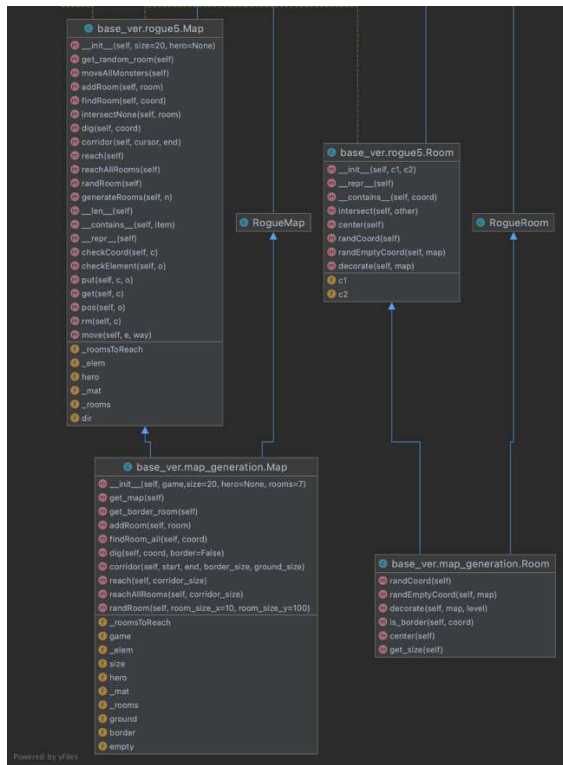 base_ver.rogue5.Map
__init__(self, size=20, hero=None)
get_random_room(self)
moveAllMonsters(self)
addRoom(self, room)
findRoom(self, coord)
intersectNone(self, room)
dig(self, coord)
corridor(self, cursor, end)
reach(self)
reachAllRooms(self)
randRoom(self)
generateRooms(self, n)
__len__(self)
__contains__(self, item)
__repr__(self)
checkCoord(self, c)
checkElement(self, o)
put(self, c, o)
get(self, c)
pos(self, o)
rm(self, c)
move(self, e, way)
_roomsToReach
_elem
hero
_mat
_rooms
dir
RogueMap
base_ver.rogue5.Room
__init__(self, c1, c2)
__repr__(self)
__contains__(self, coord)
intersect(self, other)
center(self)
randCoord(self)
randEmptyCoord(self, map)
decorate(self, map)
c1
c2
RogueRoom
base_ver.map_generation.Map
__init__(self, game,size=20, hero=None, rooms=7)
get_map(self)
get_border_room(self)
addRoom(self, room)
findRoom_all(self, coord)
dig(self, coord, border=False)
corridor(self, start, end, border_size, ground_size)
reach(self, corridor_size)
reachAllRooms(self, corridor_size)
randRoom(self, room_size_x=10, room_size_y=100)
_roomsToReach
game
_elem
size
hero
_mat
_rooms
ground
border
empty
base_ver.map_generation.Room
randCoord(self)
randEmptyCoord(self, map)
decorate(self, map, level)
is_border(self, coord)
center(self)
get_size(self)
Powered by yFiles